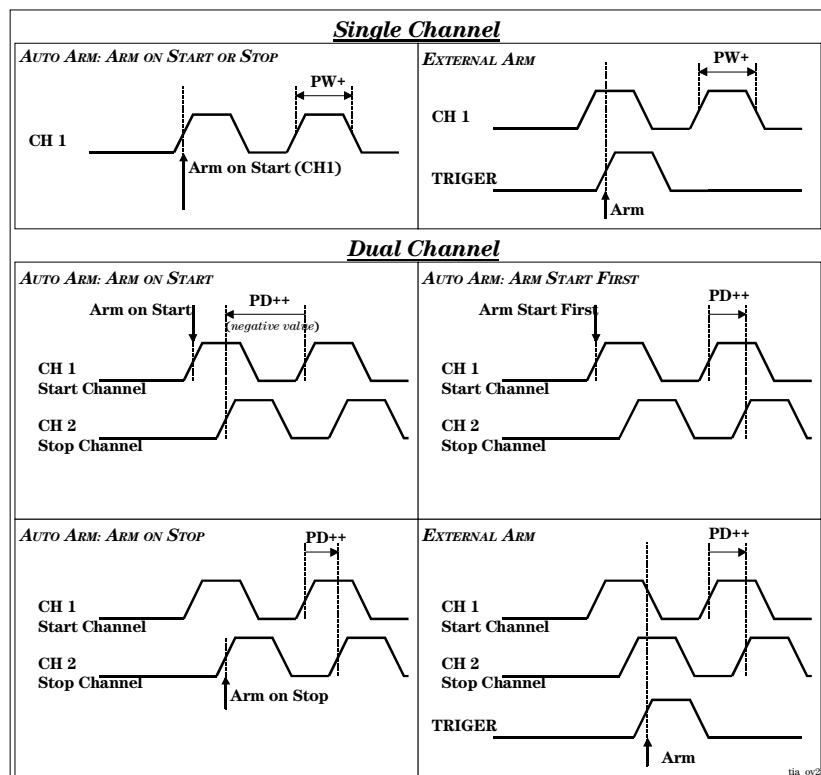 Single Channel
AUTO ARM: ARM ON START OR STOP
PW+
CH 1
Arm on Start (CH1)
EXTERNAL ARM
PW+
CH 1
TRIGER
Arm
Dual Channel
AUTO ARM: ARM ON START
Arm on Start
PD++
(negative value)
CH 1
Start Channel
CH 2
Stop Channel
AUTO ARM: ARM START FIRST
Arm Start First
PD++
CH 1
Start Channel
CH 2
Stop Channel
AUTO ARM: ARM ON STOP
PD++
CH 1
Start Channel
CH 2
Stop Channel
Arm on Stop
EXTERNAL ARM
PD++
CH 1
Start Channel
CH 2
Stop Channel
TRIGER
Arm
tia_ov2